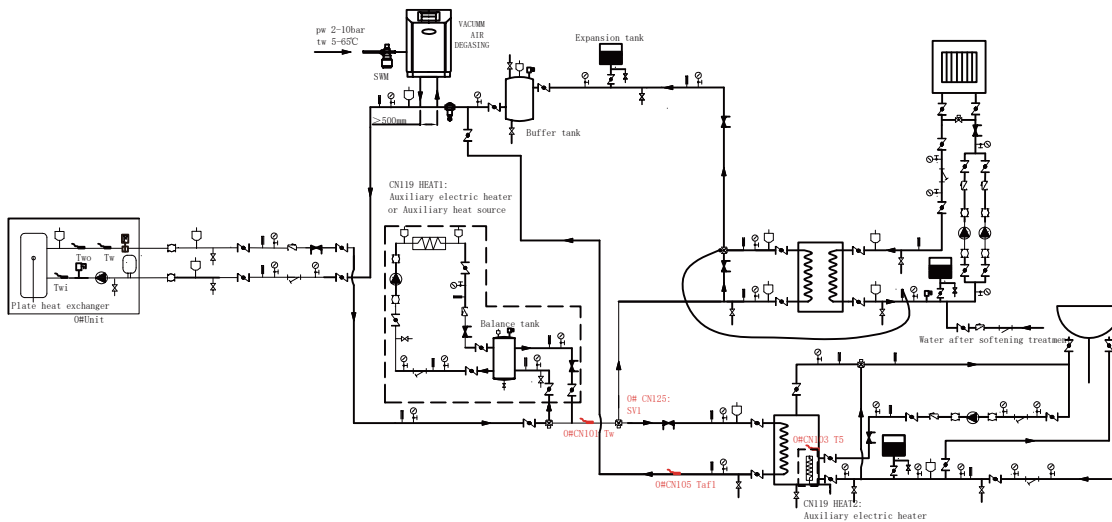 pw 2-10bar
tw 5-65℃
SWM
VACUMM
AIR
DEGASING
Expansion tank
≥500mm
Buffer tank
CN119 HEAT1:
Auxiliary electric heater
or Auxiliary heat source
Two
Tw
Twi
Plate heat exchanger
0#Unit
Balance tank
Water after softening treatmen
0# CN125:
SV1
0#CN101 Tw
0#CN103 T5
0#CN105 Taf1
CN119 HEAT2:
Auxiliary electric heater